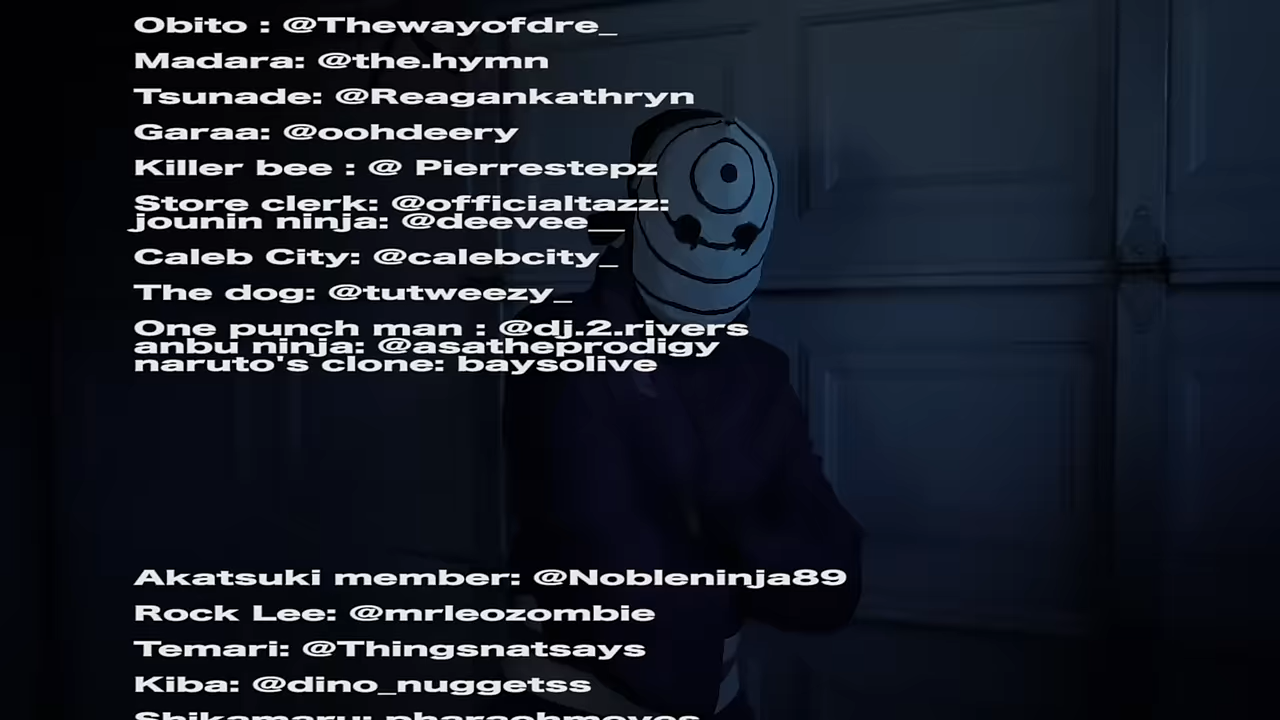 Obito : @Thewayofdre_
Madara: @the.hymn
Tsunade: @Reagankathryn
Garaa: @oohdeery
Killer bee : @ Pierrestepz
Store clerk: @officialtazz:
jounin ninja: @deevee__
Caleb City: @calebcity_
The dog: @tutweezy_
One punch man : @dj.2.rivers
anbu ninja: @asatheprodigy
naruto's clone: baysolive
Akatsuki member: @Nobleninja89
Rock Lee: @mrleozombie
Temari: @Thingsnatsays
Kiba: @dino_nuggetss
Shikamaru: pharaohmoves